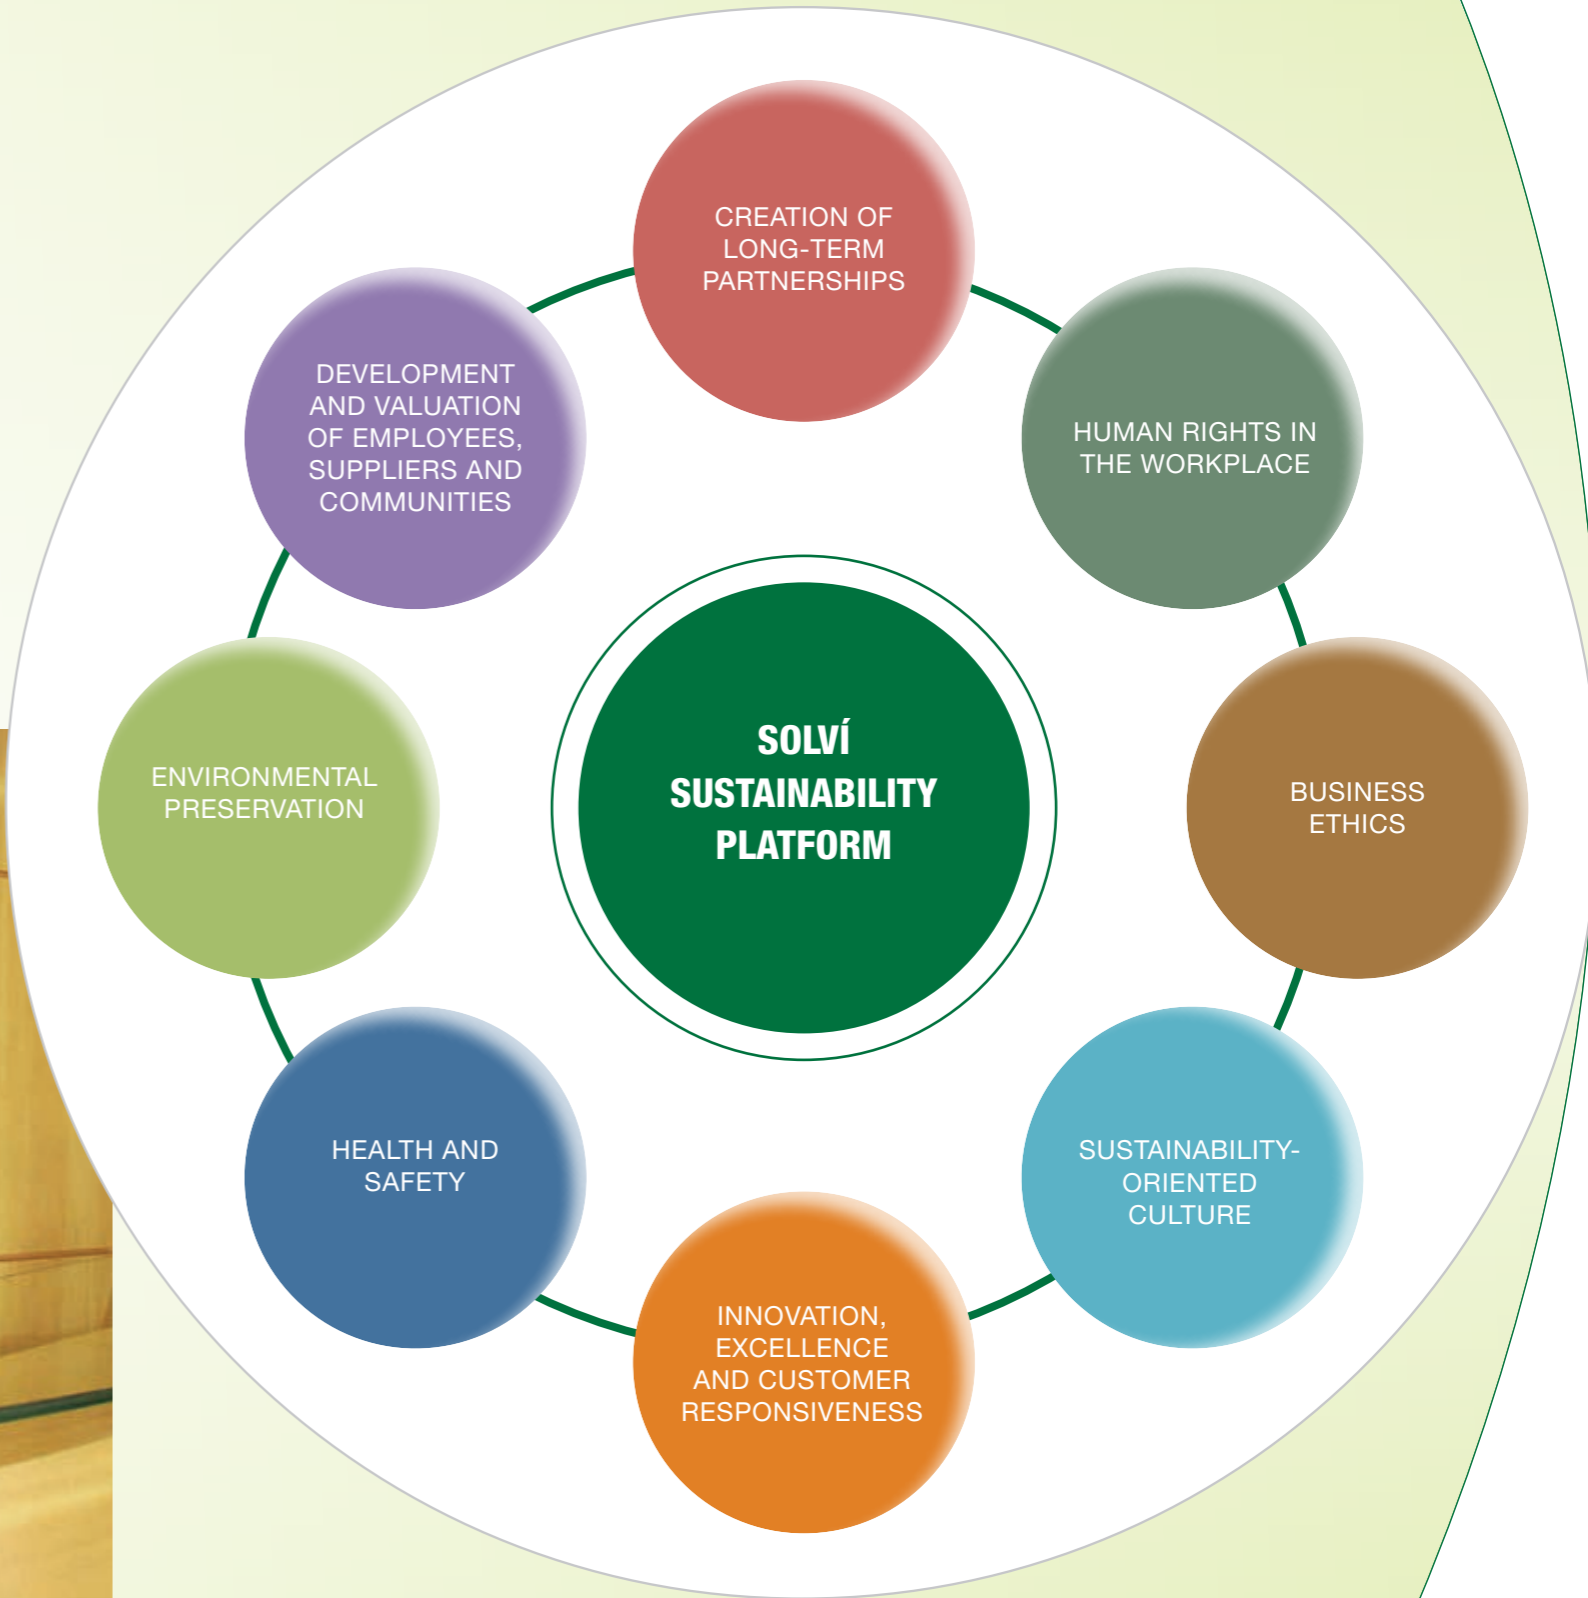 CREATION OF
LONG-TERM
PARTNERSHIPS
HUMAN RIGHTS IN
THE WORKPLACE
BUSINESS
ETHICS
SUSTAINABILITY-
ORIENTED
CULTURE
INNOVATION,
EXCELLENCE
AND CUSTOMER
RESPONSIVENESS
HEALTH AND
SAFETY
ENVIRONMENTAL
PRESERVATION
DEVELOPMENT
AND VALUATION
OF EMPLOYEES,
SUPPLIERS AND
COMMUNITIES
SOLVÍ
SUSTAINABILITY
PLATFORM